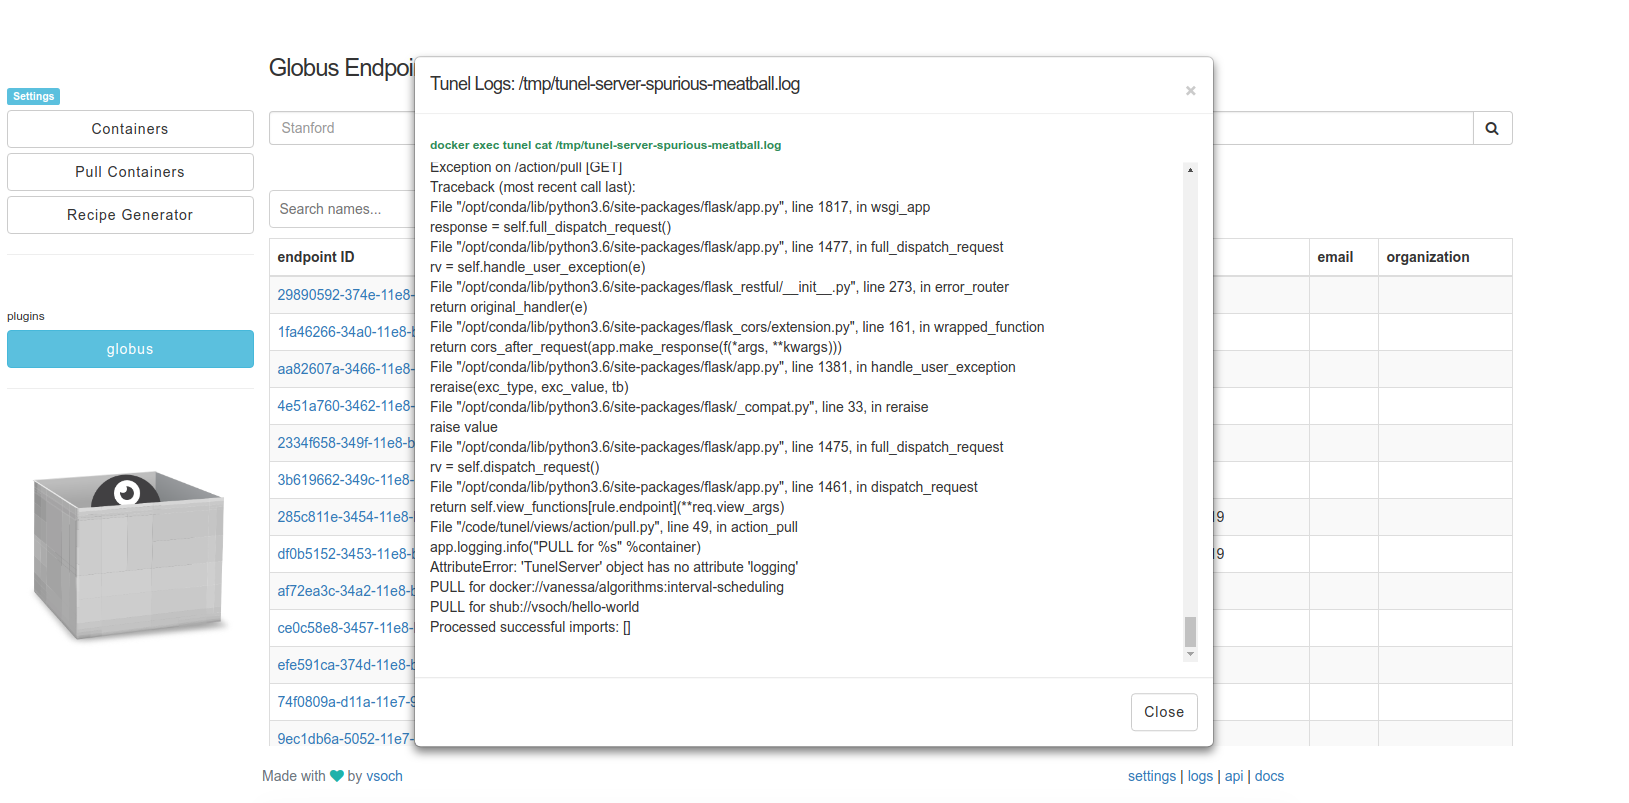 Globus Endpoi
Settings
Containers
Pull Containers
Recipe Generator
plugins
globus
Stanford
Search names...
endpoint ID
email
organization
29890592-374e-11e8-
1fa46266-34a0-11e8-b
aa82607a-3466-11e8-
4e51a760-3462-11e8-
2334f658-349f-11e8-b
3b619662-349c-11e8-
285c811e-3454-11e8-
19
df0b5152-3453-11e8-b
19
af72ea3c-34a2-11e8-b
ce0c58e8-3457-11e8-
efe591ca-374d-11e8-b
74f0809a-d11a-11e7-9
9ec1db6a-5052-11e7-
Tunel Logs: /tmp/tunel-server-spurious-meatball.log
×
docker exec tunel cat /tmp/tunel-server-spurious-meatball.log
Exception on /action/pull [GET]
Traceback (most recent call last):
File "/opt/conda/lib/python3.6/site-packages/flask/app.py", line 1817, in wsgi_app
response = self.full_dispatch_request()
File "/opt/conda/lib/python3.6/site-packages/flask/app.py", line 1477, in full_dispatch_request
rv = self.handle_user_exception(e)
File "/opt/conda/lib/python3.6/site-packages/flask_restful/__init__.py", line 273, in error_router
return original_handler(e)
File "/opt/conda/lib/python3.6/site-packages/flask_cors/extension.py", line 161, in wrapped_function
return cors_after_request(app.make_response(f(*args, **kwargs)))
File "/opt/conda/lib/python3.6/site-packages/flask/app.py", line 1381, in handle_user_exception
reraise(exc_type, exc_value, tb)
File "/opt/conda/lib/python3.6/site-packages/flask/_compat.py", line 33, in reraise
raise value
File "/opt/conda/lib/python3.6/site-packages/flask/app.py", line 1475, in full_dispatch_request
rv = self.dispatch_request()
File "/opt/conda/lib/python3.6/site-packages/flask/app.py", line 1461, in dispatch_request
return self.view_functions[rule.endpoint](**req.view_args)
File "/code/tunel/views/action/pull.py", line 49, in action_pull
app.logging.info("PULL for %s" %container)
AttributeError: 'TunelServer' object has no attribute 'logging'
PULL for docker://vanessa/algorithms:interval-scheduling
PULL for shub://vsoch/hello-world
Processed successful imports: []
Close
Made with by vsoch
settings | logs | api | docs